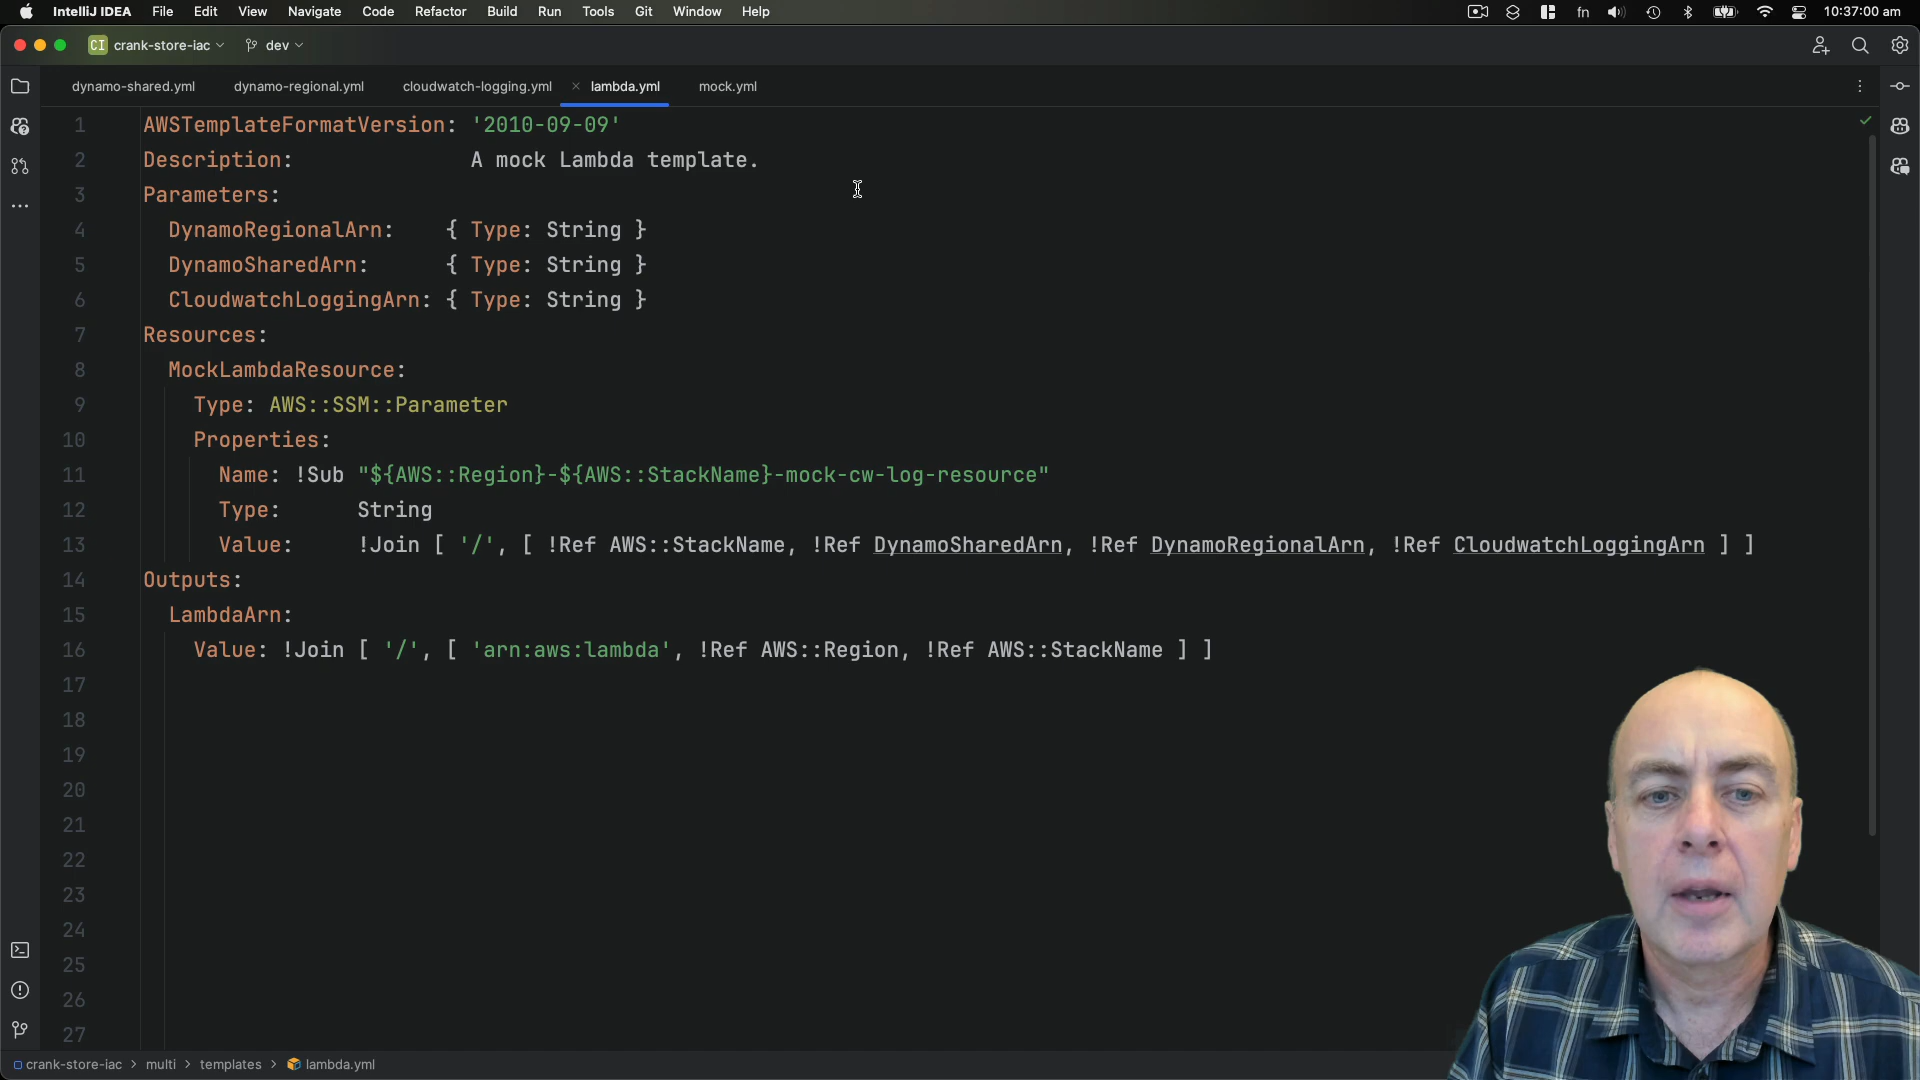 IntelliJ IDEA File Edit View Navigate Code Refactor Build Run Tools Git Window Help fn 10:37:00 am
CI crank-store-iac dev
dynamo-shared.yml dynamo-regional.yml cloudwatch-logging.yml lambda.yml mock.yml
1 AWSTemplateFormatVersion: '2010-09-09'
2 Description: A mock Lambda template.
3 Parameters:
4 DynamoRegionalArn: { Type: String }
5 DynamoSharedArn: { Type: String }
6 CloudwatchLoggingArn: { Type: String }
7 Resources:
8 MockLambdaResource:
9 Type: AWS::SSM::Parameter
10 Properties:
11 Name: !Sub "${AWS::Region}-${AWS::StackName}-mock-cw-log-resource"
12 Type: String
13 Value: !Join [ '/', [ !Ref AWS::StackName, !Ref DynamoSharedArn, !Ref DynamoRegionalArn, !Ref CloudwatchLoggingArn ] ]
14 Outputs:
15 LambdaArn:
16 Value: !Join [ '/', [ 'arn:aws:lambda', !Ref AWS::Region, !Ref AWS::StackName ] ]
17
18
19
20
21
22
23
24
25
26
27
crank-store-iac > multi > templates > lambda.yml